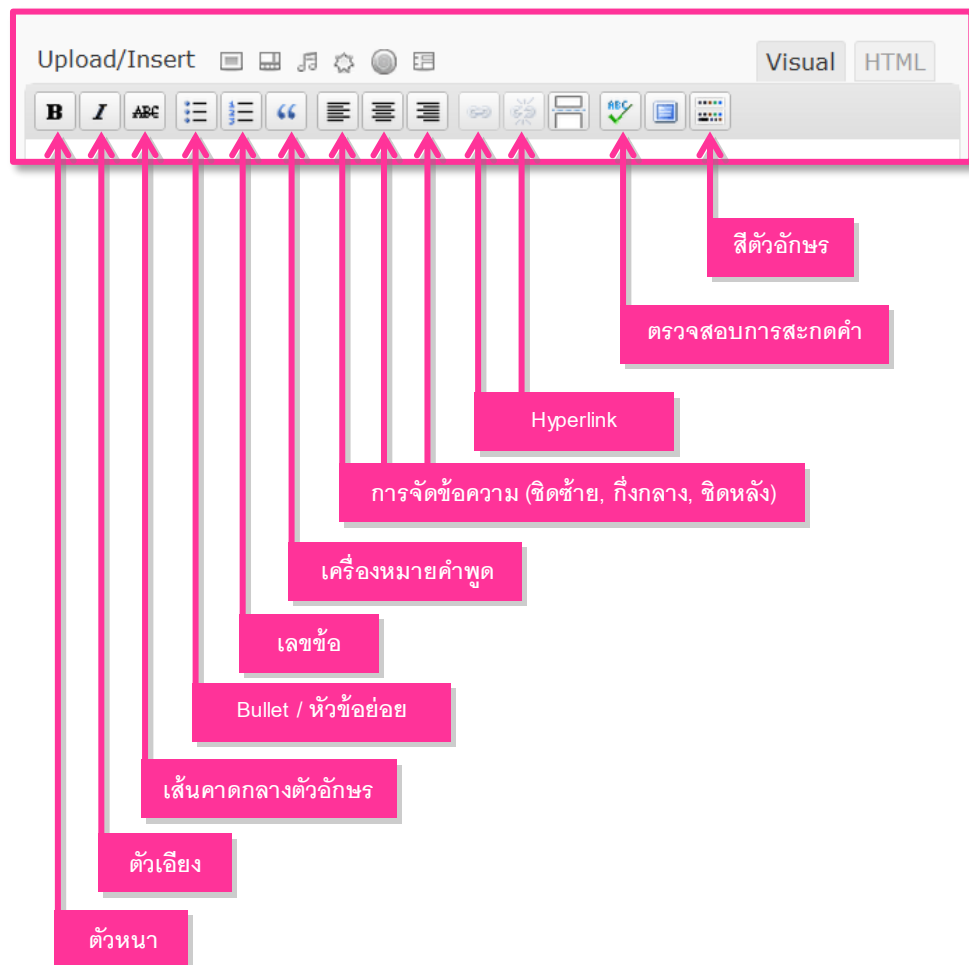 Upload/Insert
Visual HTML
B I ABC ABC
สีตัวอักษร
ตรวจสอบการสะกดคำ
Hyperlink
การจัดข้อความ (ชิดซ้าย, กึ่งกลาง, ชิดหลัง)
เครื่องหมายคำพูด
เลขข้อ
Bullet / หัวข้อย่อย
เส้นคาดกลางตัวอักษร
ตัวเอียง
ตัวหนา